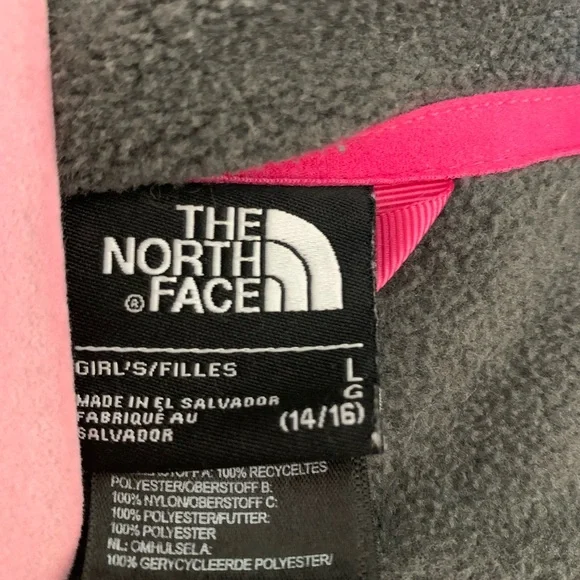 THE
NORTH
® FACE
GIRL'S/FILLES L
G
MADE IN EL SALVADOR (14/16)
FABRIQUÉ AU
SALVADOR
A: 100% RECYCELTES
POLYESTER/OBERSTOFF B:
100% NYLON/OBERSTOFF C:
100% POLYESTER/FUTTER:
100% POLYESTER
NL: OMHULSEL A:
100% GERYCYCLEERDE POLYESTER/